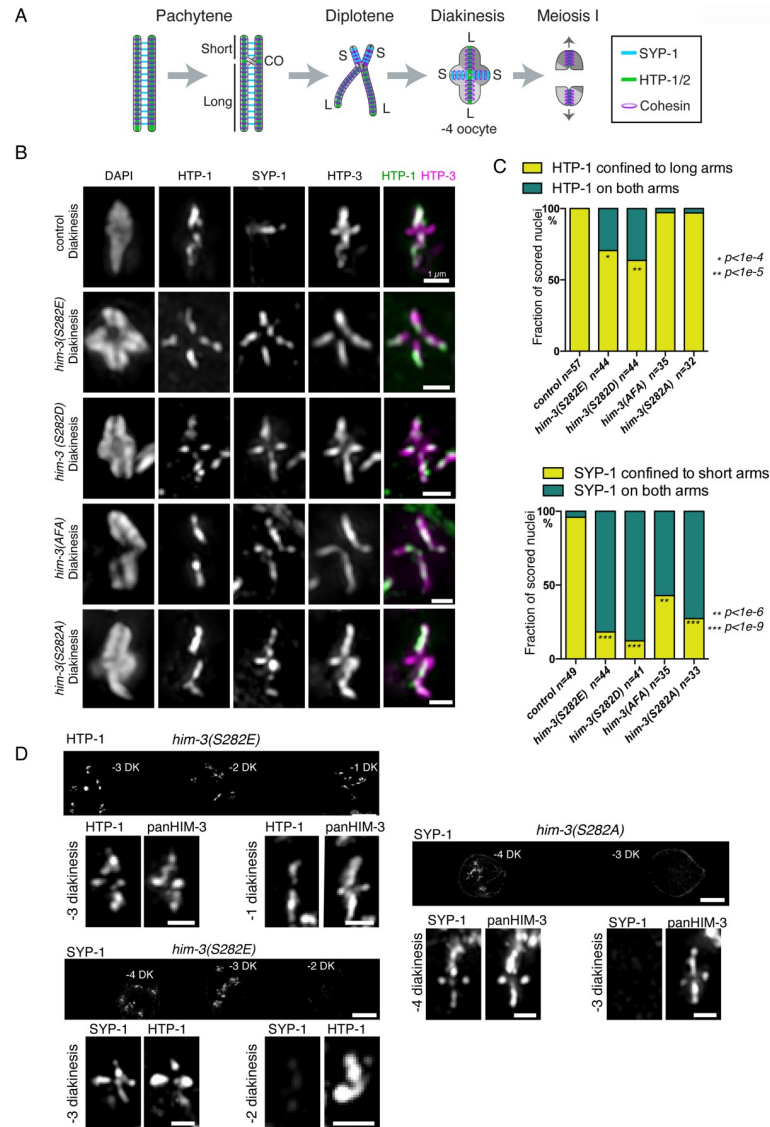 A
Pachytene
Diplotene
Diakinesis
Meiosis I
Short
Long
CO
S
S
L
L
L
S
S
L
-4 oocyte
SYP-1
HTP-1/2
Cohesin
B
DAPI
HTP-1
SYP-1
HTP-3
HTP-1 HTP-3
control
Diakinesis
1 µm
him-3(S282E)
Diakinesis
him-3 (S282D)
Diakinesis
him-3(AFA)
Diakinesis
him-3(S282A)
Diakinesis
C
HTP-1 confined to long arms
HTP-1 on both arms
Fraction of scored nuclei
100
%
50
0
* p<1e-4
** p<1e-5
*
**
control n=57
him-3(S282E) n=44
him-3(S282D) n=44
him-3(AFA) n=35
him-3(S282A) n=32
SYP-1 confined to short arms
SYP-1 on both arms
Fraction of scored nuclei
100
%
50
0
** p<1e-6
*** p<1e-9
***
***
**
***
control n=49
him-3(S282E) n=44
him-3(S282D) n=41
him-3(AFA) n=35
him-3(S282A) n=33
D
HTP-1
him-3(S282E)
-3 DK
-2 DK
-1 DK
HTP-1
panHIM-3
HTP-1
panHIM-3
-3 diakinesis
-1 diakinesis
SYP-1
him-3(S282E)
-4 DK
-3 DK
-2 DK
SYP-1
HTP-1
SYP-1
HTP-1
-3 diakinesis
-2 diakinesis
SYP-1
him-3(S282A)
-4 DK
-3 DK
SYP-1
panHIM-3
SYP-1
panHIM-3
-4 diakinesis
-3 diakinesis